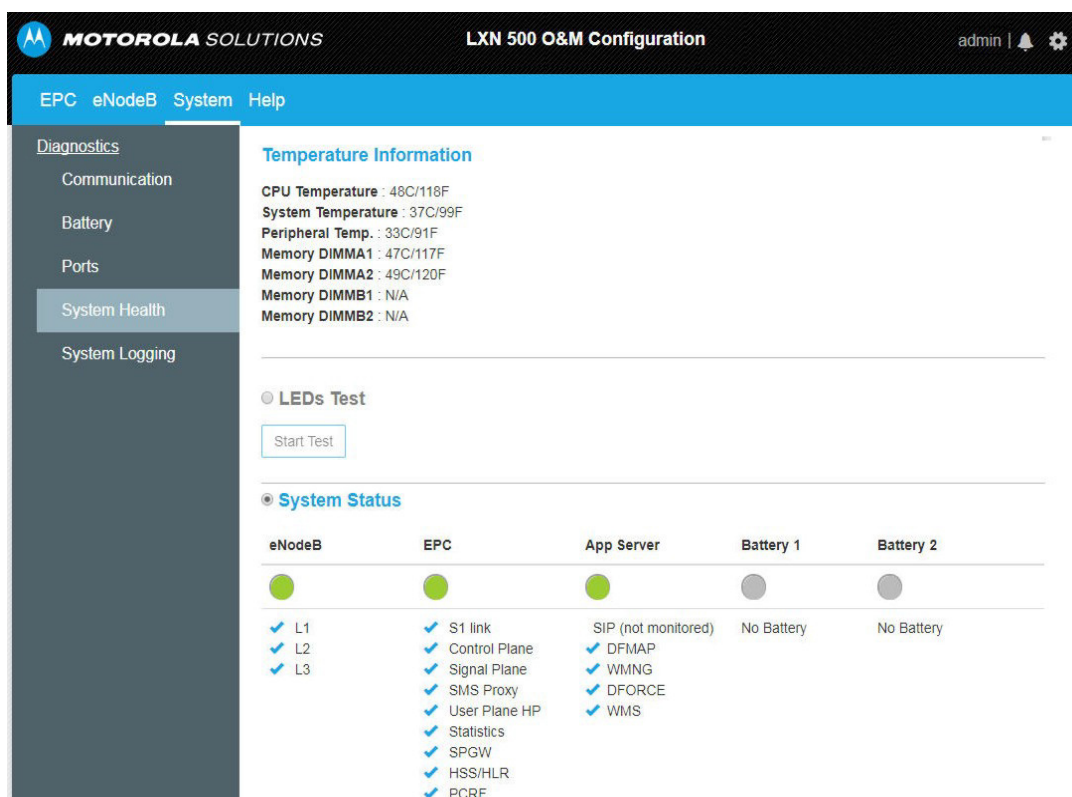 MOTOROLA SOLUTIONS
LXN 500 O&M Configuration
admin |
EPC eNodeB System Help
Diagnostics
Communication
Battery
Ports
System Health
System Logging
Temperature Information
CPU Temperature : 48C/118F
System Temperature : 37C/99F
Peripheral Temp. : 33C/91F
Memory DIMMA1 : 47C/117F
Memory DIMMA2 : 49C/120F
Memory DIMMB1 : N/A
Memory DIMMB2 : N/A
LEDs Test
Start Test
System Status
eNodeB EPC App Server Battery 1 Battery 2
L1 S1 link SIP (not monitored) No Battery No Battery
L2 Control Plane DFMAP
L3 Signal Plane WMNG
SMS Proxy DFORCE
User Plane HP WMS
Statistics
SPGW
HSS/HLR
PCRF